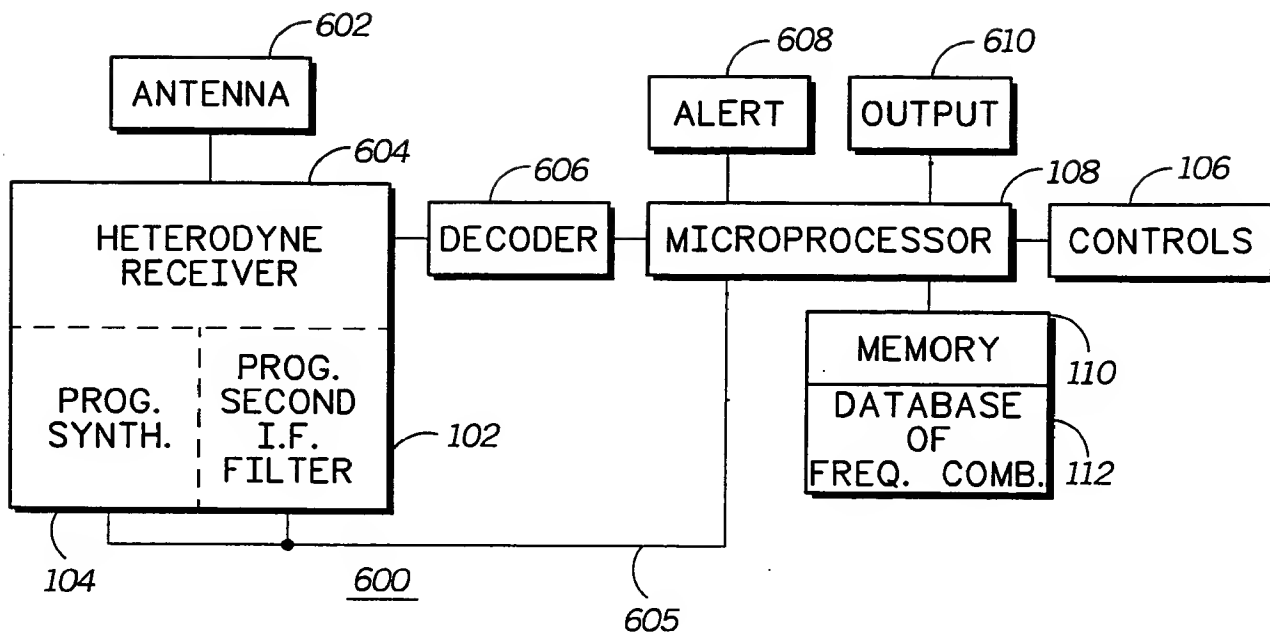 602
608
610
ANTENNA
ALERT
OUTPUT
604
606
108
106
HETERODYNE
RECEIVER
DECODER
MICROPROCESSOR
CONTROLS
PROG.
SYNTH.
PROG.
SECOND
I.F.
FILTER
102
MEMORY
110
DATABASE
OF
FREQ. COMB.
112
104
600
605